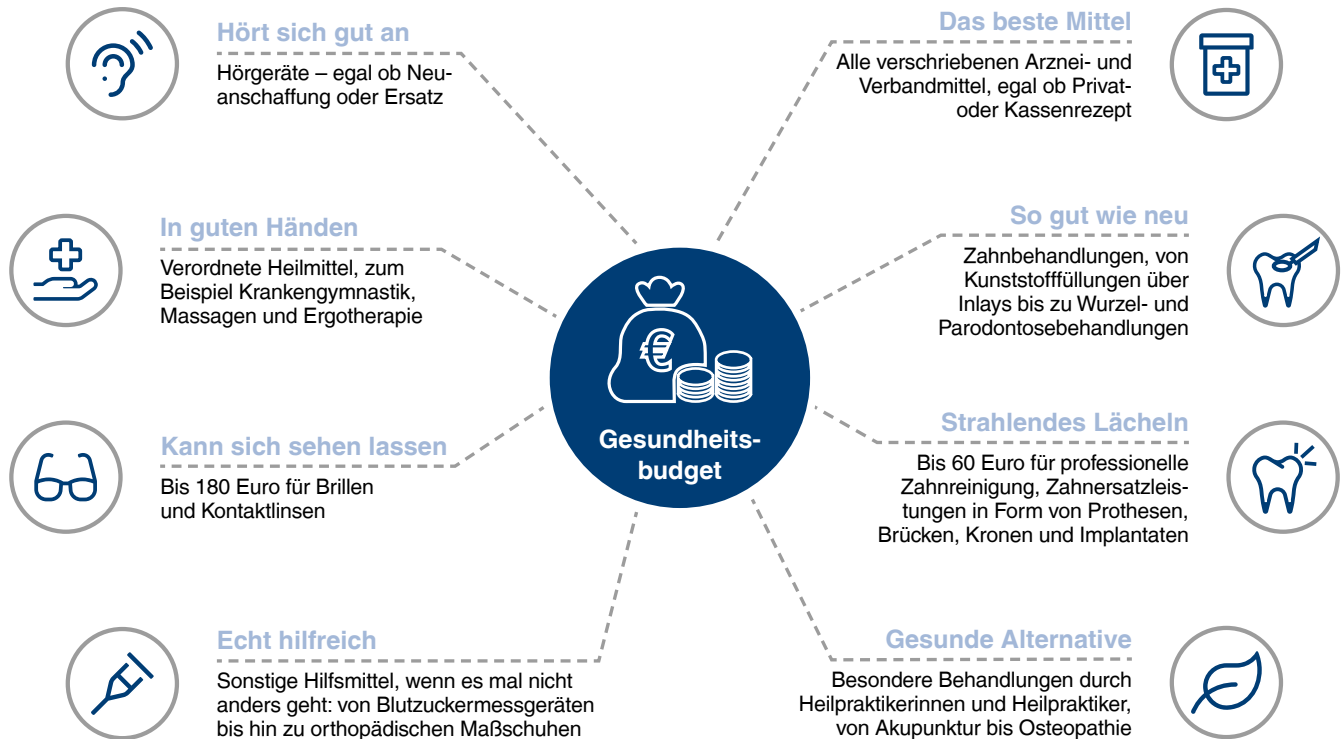 Hört sich gut an
Hörgeräte – egal ob Neu-
anschaffung oder Ersatz
In guten Händen
Verordnete Heilmittel, zum
Beispiel Krankengymnastik,
Massagen und Ergotherapie
Kann sich sehen lassen
Bis 180 Euro für Brillen
und Kontaktlinsen
Echt hilfreich
Sonstige Hilfsmittel, wenn es mal nicht
anders geht: von Blutzuckermessgeräten
bis hin zu orthopädischen Maßschuhen
€
Gesundheits-
budget
Das beste Mittel
Alle verschriebenen Arznei- und
Verbandmittel, egal ob Privat-
oder Kassenrezept
So gut wie neu
Zahnbehandlungen, von
Kunststofffüllungen über
Inlays bis zu Wurzel- und
Parodontosebehandlungen
Strahlendes Lächeln
Bis 60 Euro für professionelle
Zahnreinigung, Zahnersatzleis-
tungen in Form von Prothesen,
Brücken, Kronen und Implantaten
Gesunde Alternative
Besondere Behandlungen durch
Heilpraktikerinnen und Heilpraktiker,
von Akupunktur bis Osteopathie